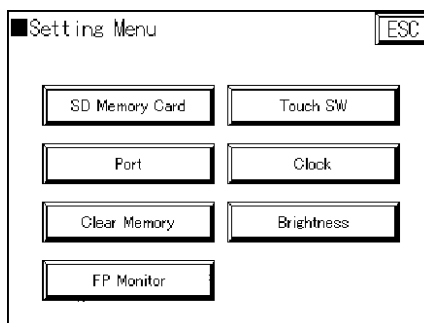 ■Setting Menu ESC
SD Memory Card Touch SW
Port Clock
Clear Memory Brightness
FP Monitor